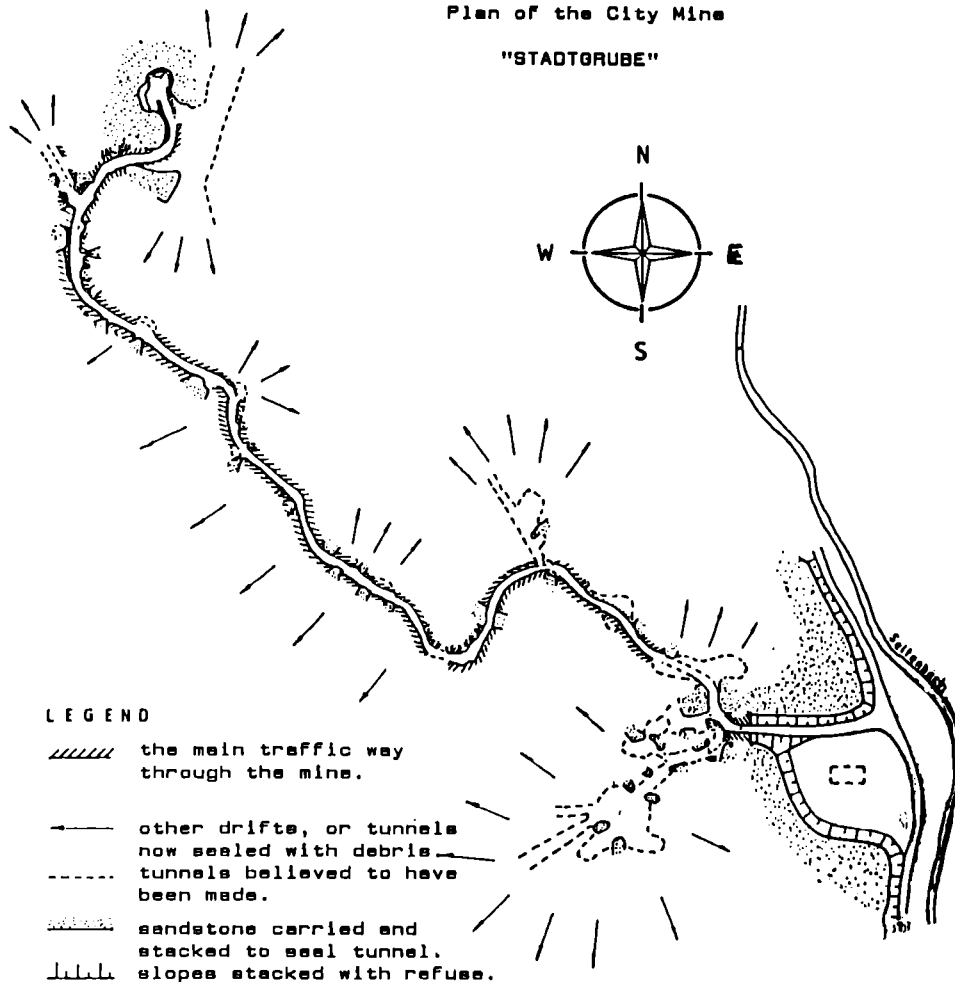 Plan of the City Mine
"STADTGRUBE"
N
W
E
S
Seltenbach
LEGEND
the main traffic way
through the mine.
other drifts, or tunnels
now sealed with debris
tunnels believed to have
been made.
sandstone carried and
stacked to seal tunnel.
slopes stacked with refuse.